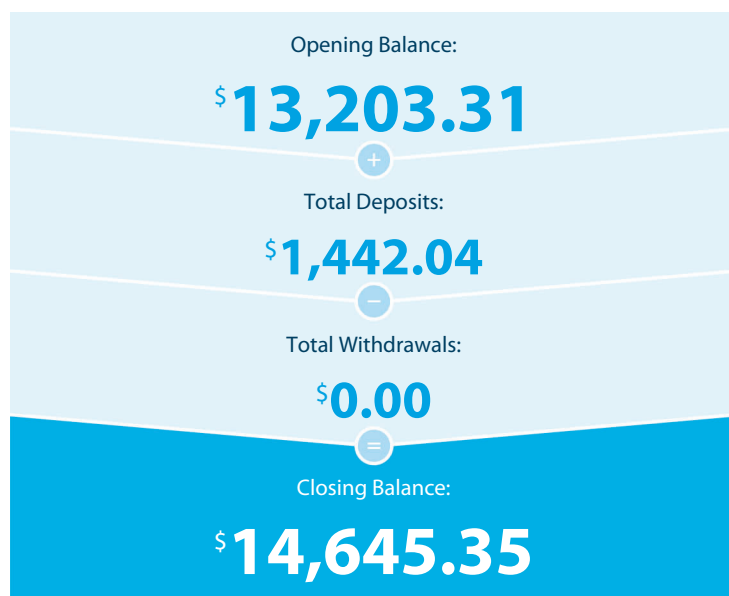 Opening Balance:
$13,203.31
+
Total Deposits:
$1,442.04
−
Total Withdrawals:
$0.00
=
Closing Balance:
$14,645.35